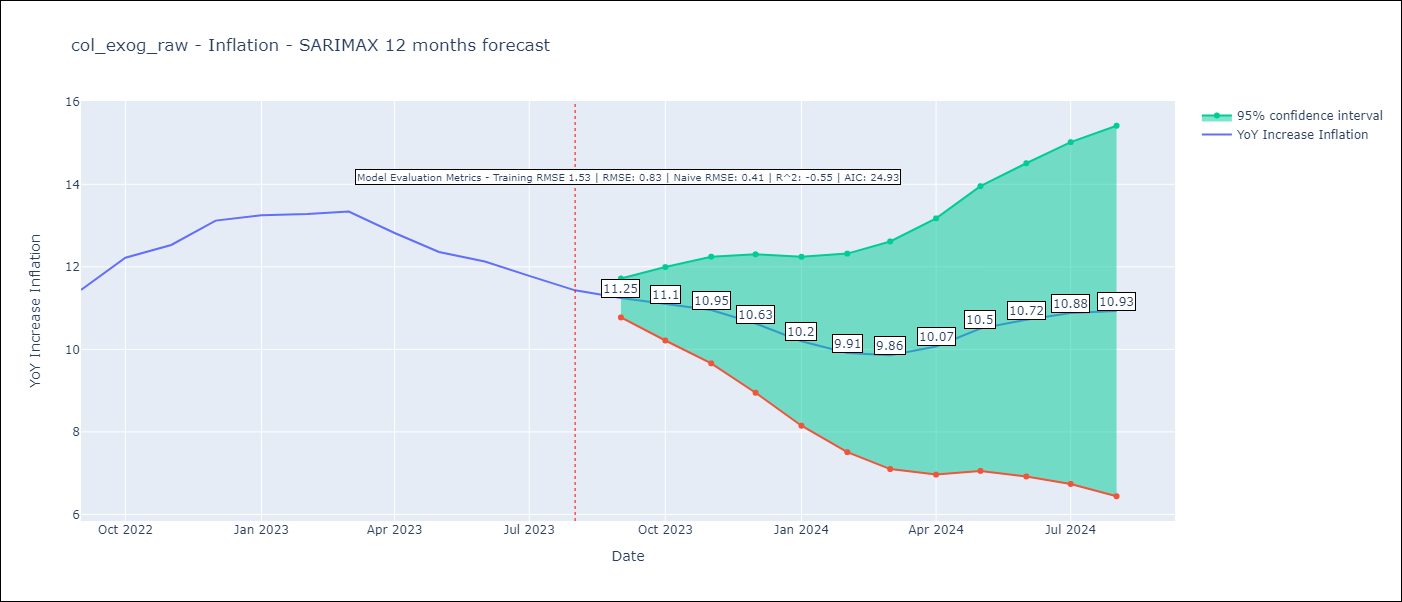 col_exog_raw - Inflation - SARIMAX 12 months forecast
95% confidence interval
YoY Increase Inflation
Model Evaluation Metrics - Training RMSE 1.53 | RMSE: 0.83 | Naive RMSE: 0.41 | R^2: -0.55 | AIC: 24.93
YoY Increase Inflation
16
14
12
10
8
6
11.25
11.1
10.95
10.63
10.2
9.91
9.86
10.07
10.5
10.72
10.88
10.93
Oct 2022
Jan 2023
Apr 2023
Jul 2023
Oct 2023
Jan 2024
Apr 2024
Jul 2024
Date